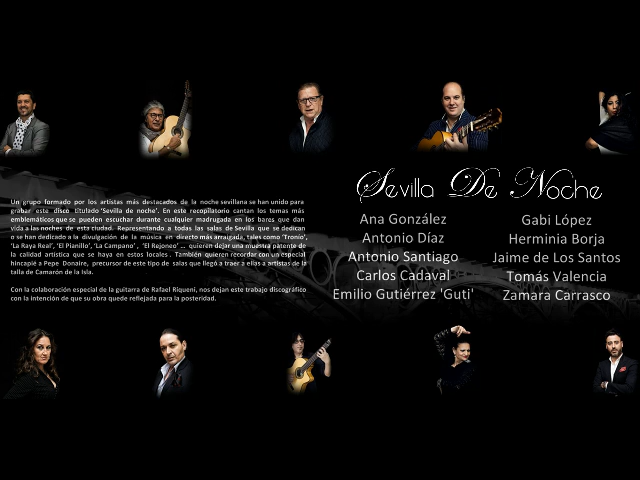 Un grupo formado por los artistas más destacados de la noche sevillana se han unido para
grabar este disco titulado 'Sevilla de noche'. En este recopilatorio cantan los temas más
emblemáticos que se pueden escuchar durante cualquier madrugada en los bares que dan
vida a las noches de esta ciudad. Representando a todas las salas de Sevilla que se dedican
o se han dedicado a la divulgación de la música en directo más arraigada, tales como 'Tronío',
'La Raya Real', 'El Pianillo', 'La Campano', 'El Rejoneo' ... quieren dejar una muestra patente de
la calidad artística que se haya en estos locales. También quieren recordar con un especial
hincapié a Pepe Donaire, precursor de este tipo de salas que llegó a traer a ellas a artistas de la
talla de Camarón de la Isla.
Con la colaboración especial de la guitarra de Rafael Riqueni, nos dejan este trabajo discográfico
con la intención de que su obra quede reflejada para la posteridad.
Sevilla De Noche
Ana González
Antonio Díaz
Antonio Santiago
Carlos Cadaval
Emilio Gutiérrez 'Guti'
Gabi López
Herminia Borja
Jaime de Los Santos
Tomás Valencia
Zamara Carrasco